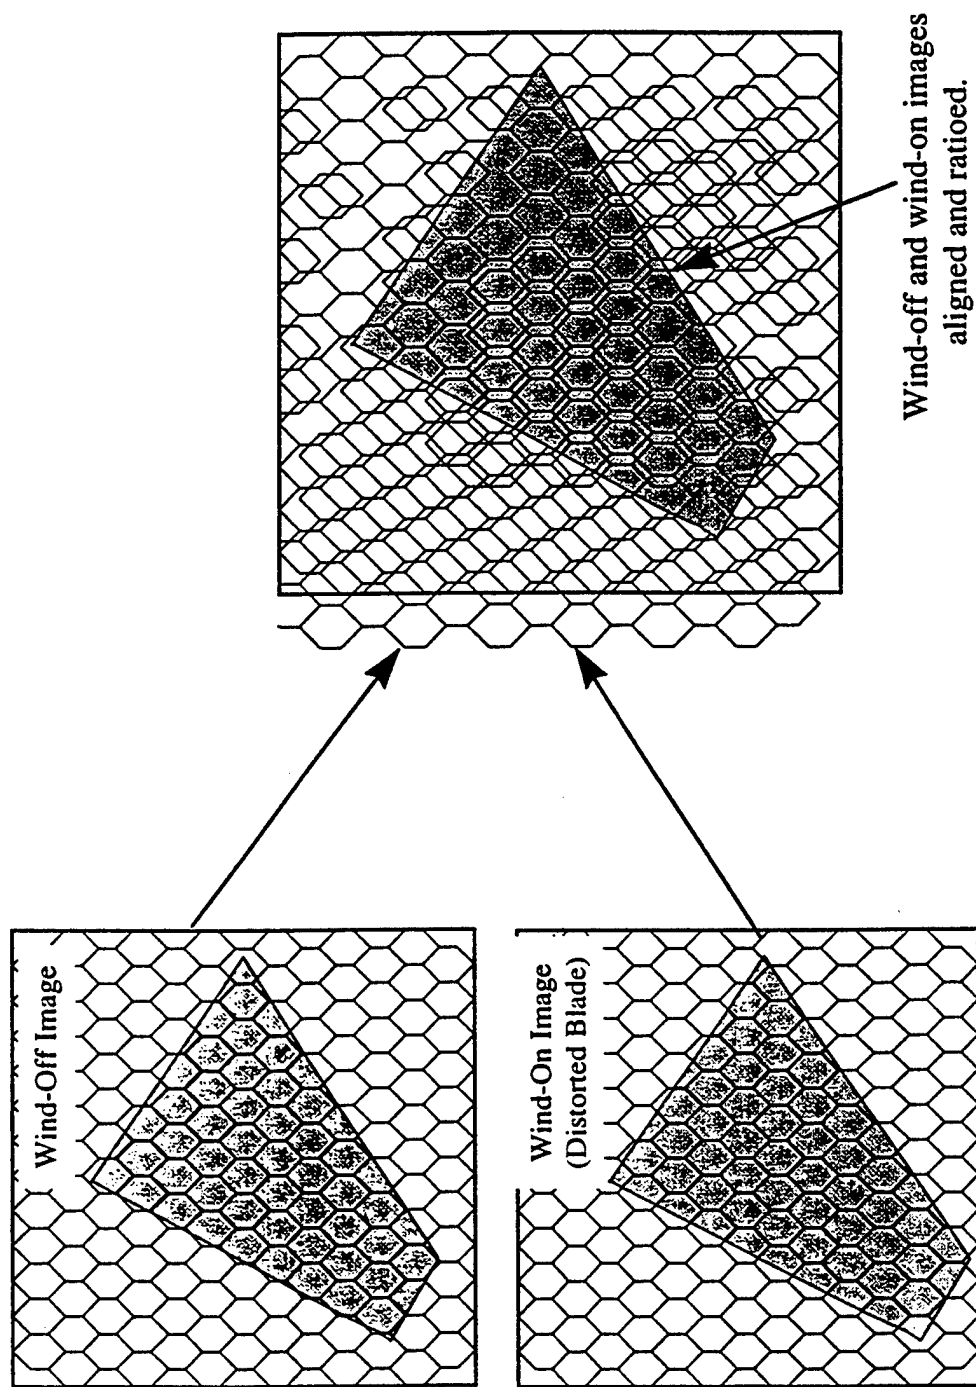 Wind-Off Image
Wind-On Image
(Distorted Blade)
Wind-off and wind-on images
aligned and ratioed.